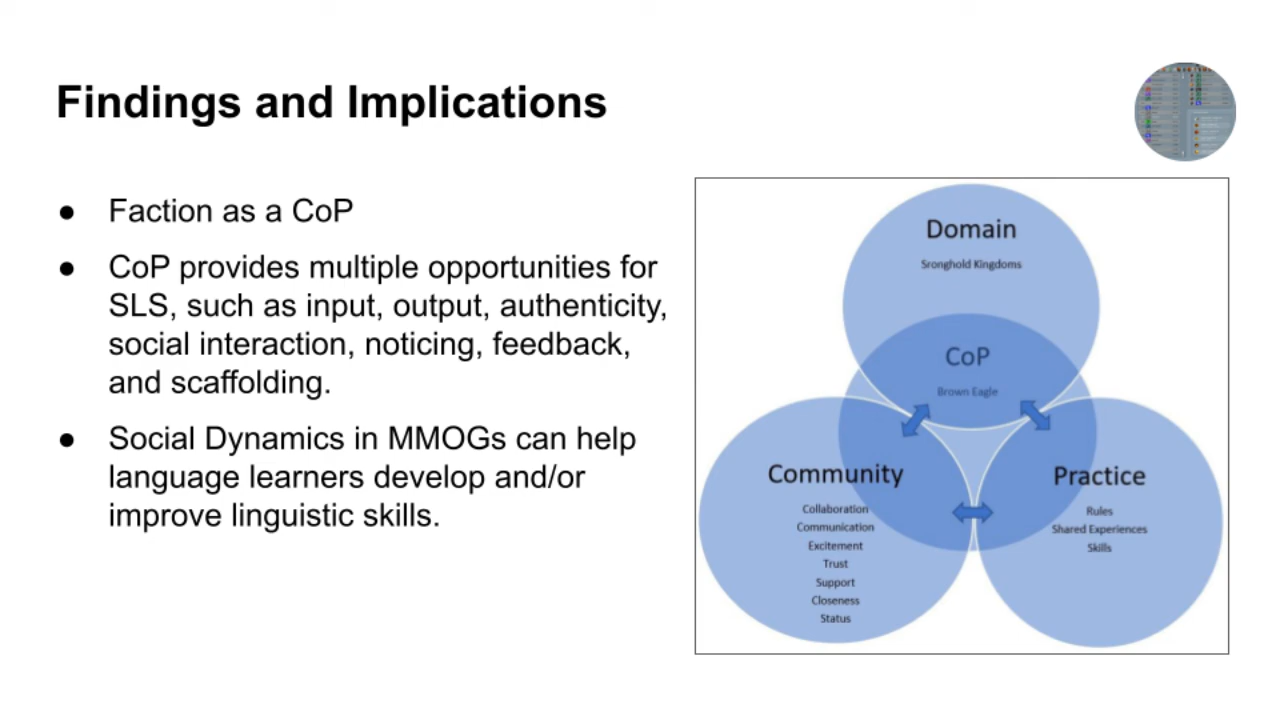 Findings and Implications
● Faction as a CoP
● CoP provides multiple opportunities for
SLS, such as input, output, authenticity,
social interaction, noticing, feedback,
and scaffolding.
● Social Dynamics in MMOGs can help
language learners develop and/or
improve linguistic skills.
Domain
Sronghold Kingdoms
CoP
Brown Eagle
Community
Collaboration
Communication
Excitement
Trust
Support
Closeness
Status
Practice
Rules
Shared Experiences
Skills